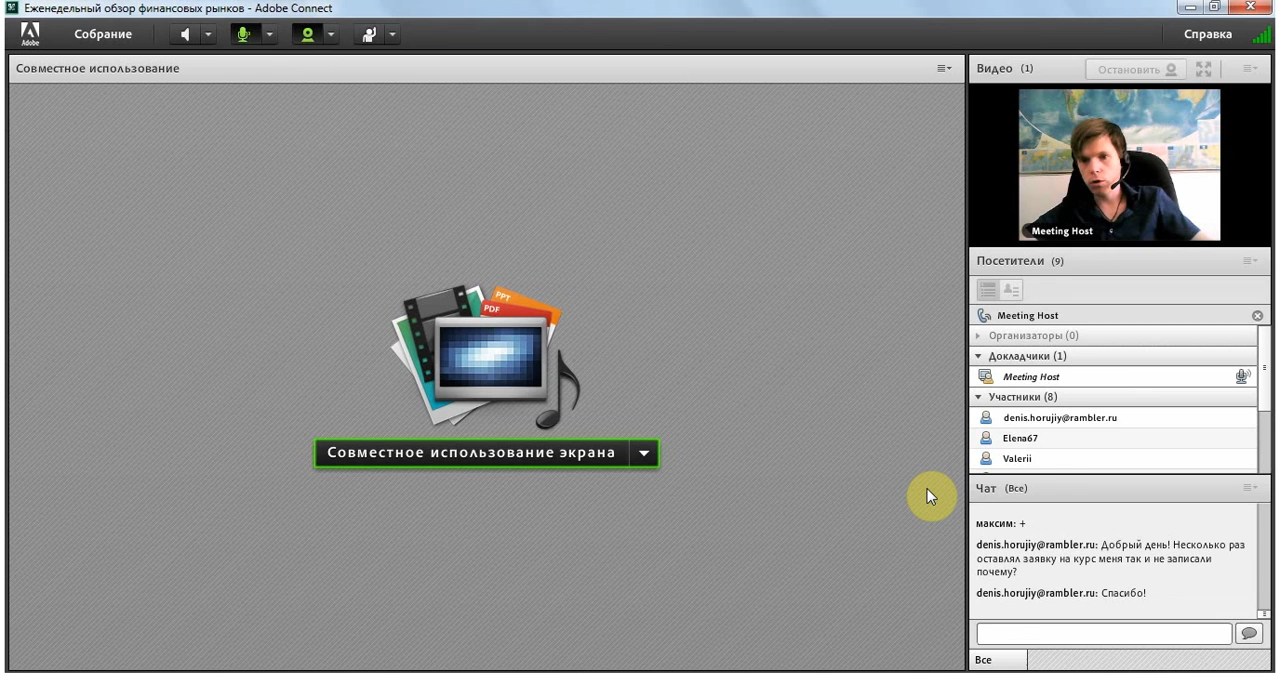 Еженедельный обзор финансовых рынков - Adobe Connect
Adobe
Собрание
Справка
Совместное использование
Видео (1)
Остановить
Meeting Host
PPT
PDF
Совместное использование экрана
Посетители (9)
Meeting Host
Организаторы (0)
Докладчики (1)
Meeting Host
Участники (8)
denis.horujiy@rambler.ru
Elena67
Valerii
Чат (Все)
максим: +
denis.horujiy@rambler.ru: Добрый день! Несколько раз
оставлял заявку на курс меня так и не записали
почему?
denis.horujiy@rambler.ru: Спасибо!
Все